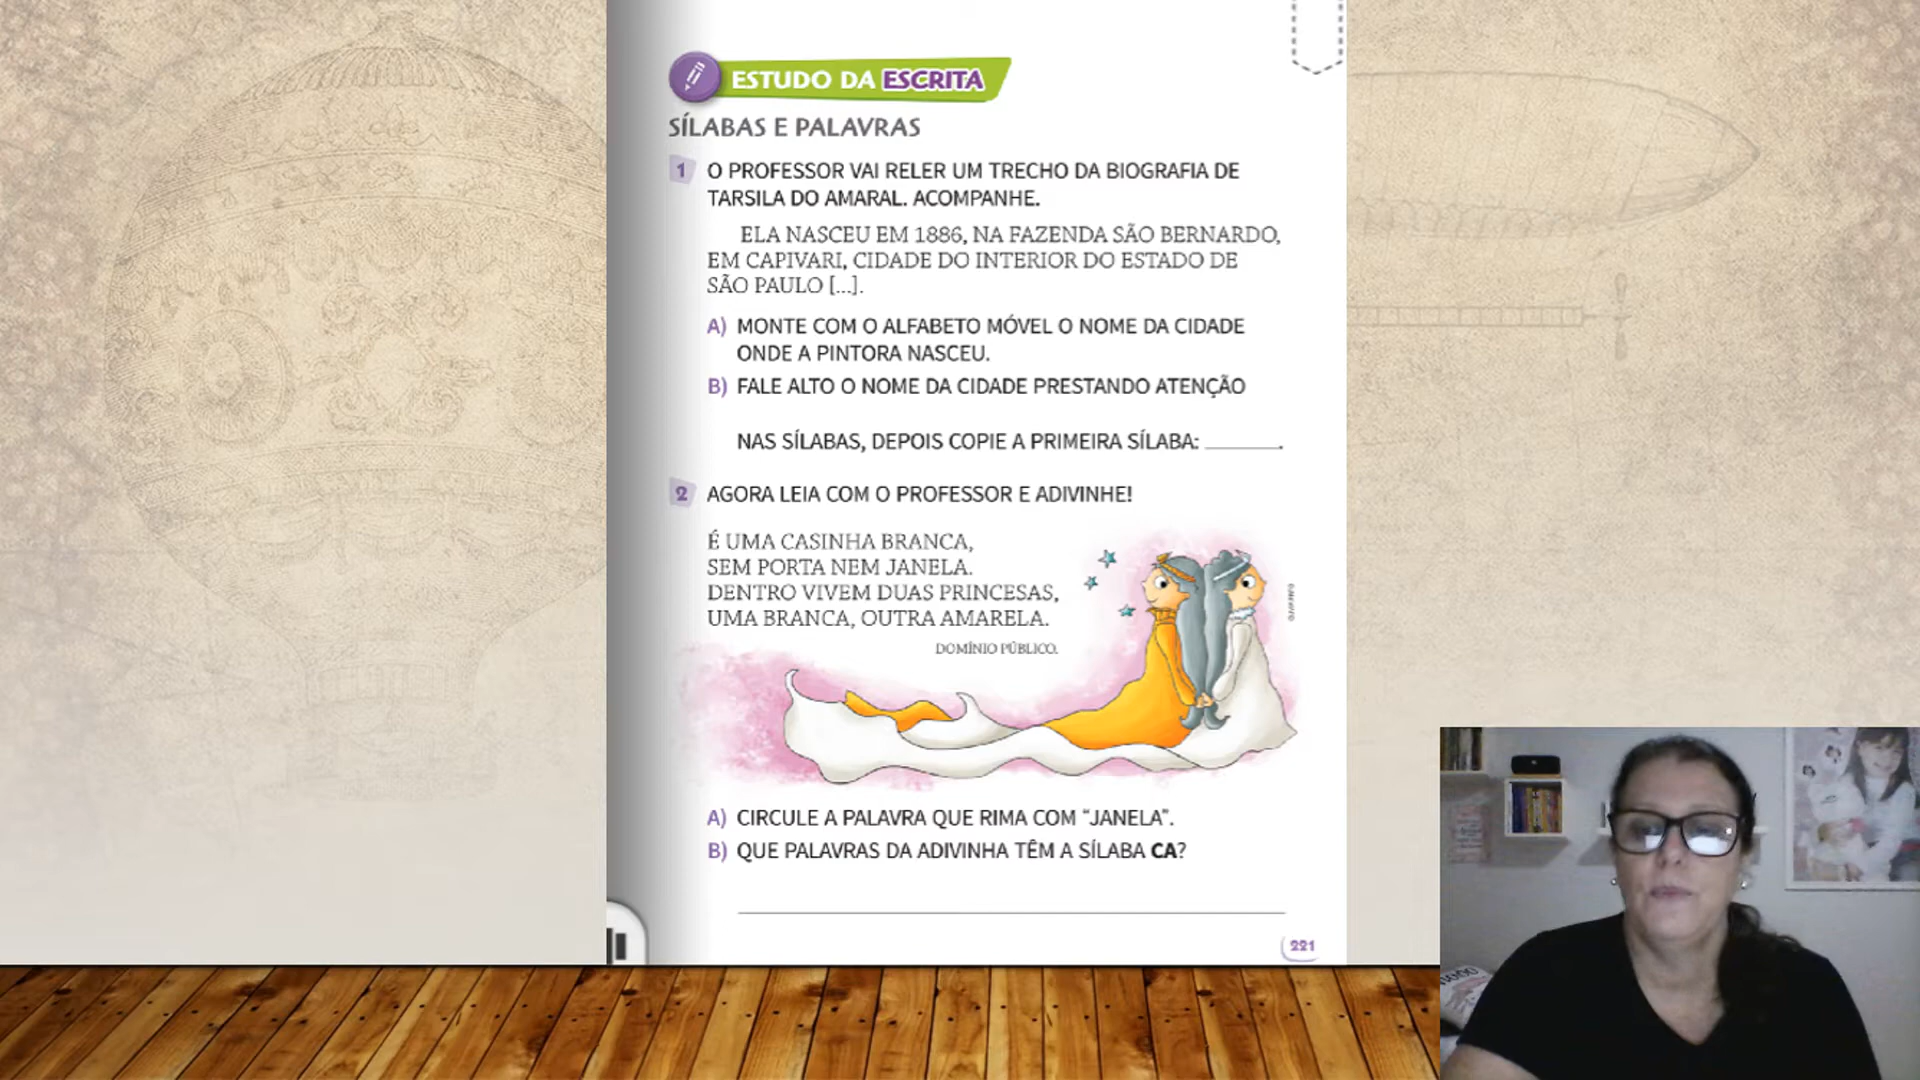 ESTUDO DA ESCRITA
SÍLABAS E PALAVRAS
1 O PROFESSOR VAI RELER UM TRECHO DA BIOGRAFIA DE
TARSILA DO AMARAL. ACOMPANHE.
ELA NASCEU EM 1886, NA FAZENDA SÃO BERNARDO,
EM CAPIVARI, CIDADE DO INTERIOR DO ESTADO DE
SÃO PAULO [...].
A) MONTE COM O ALFABETO MÓVEL O NOME DA CIDADE
ONDE A PINTORA NASCEU.
B) FALE ALTO O NOME DA CIDADE PRESTANDO ATENÇÃO
NAS SÍLABAS, DEPOIS COPIE A PRIMEIRA SÍLABA: ________.
2 AGORA LEIA COM O PROFESSOR E ADIVINHE!
É UMA CASINHA BRANCA,
SEM PORTA NEM JANELA.
DENTRO VIVEM DUAS PRINCESAS,
UMA BRANCA, OUTRA AMARELA.
DOMÍNIO PÚBLICO.
A) CIRCULE A PALAVRA QUE RIMA COM “JANELA”.
B) QUE PALAVRAS DA ADIVINHA TÊM A SÍLABA CA?
221